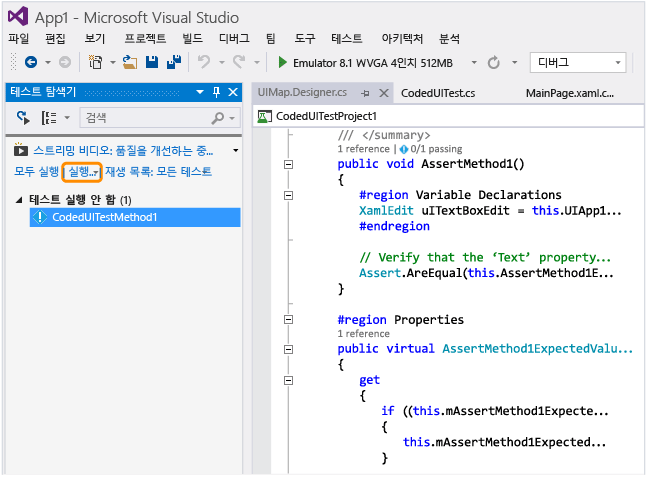 App1 - Microsoft Visual Studio
파일 편집 보기 프로젝트 빌드 디버그 팀 도구 테스트 아키텍처 분석
Emulator 8.1 WVGA 4인치 512MB 디버그
테스트 탐색기
검색
스트리밍 비디오: 품질을 개선하는 중...
모두 실행 | 실행... | 재생 목록: 모든 테스트
테스트 실행 안 함 (1)
CodedUITestMethod1
UIMap.Designer.cs CodedUITest.cs MainPage.xaml.c...
CodedUITestProject1
/// </summary>
1 reference | 0/1 passing
public void AssertMethod1()
{
#region Variable Declarations
XamlEdit uITextBoxEdit = this.UIApp1...
#endregion
// Verify that the ‘Text’ property...
Assert.AreEqual(this.AssertMethod1E...
}
#region Properties
1 reference
public virtual AssertMethod1ExpectedValu...
{
get
{
if ((this.mAssertMethod1Expecte...
{
this.mAssertMethod1Expected...
}